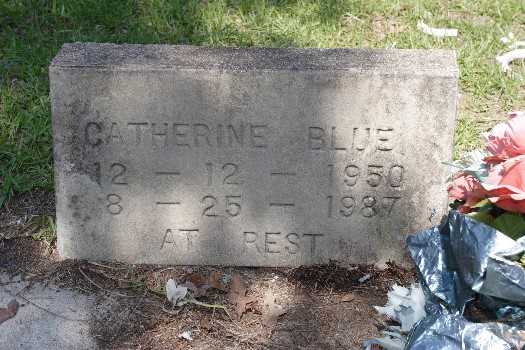 CATHERINE BLUE
12 — 12 — 1950
8 — 25 — 1987
AT REST